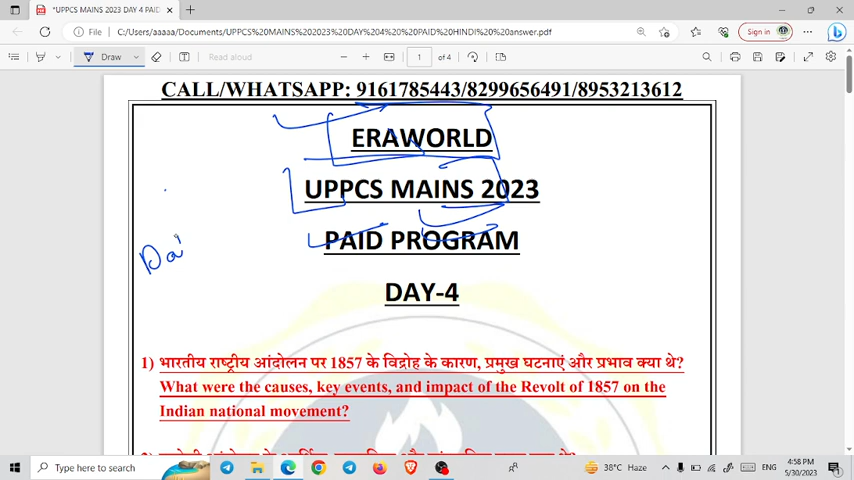 *UPPCS MAINS 2023 DAY 4 PAID
File
C:/Users/aaaaa/Documents/UPPCS%20MAINS%202023%20DAY%204%20%20PAID%20HINDI%20%20answer.pdf
Sign in
Draw
Read aloud
1 of 4
CALL/WHATSAPP: 9161785443/8299656491/8953213612
ERAWORLD
UPPCS MAINS 2023
PAID PROGRAM
Dai
DAY-4
1) भारतीय राष्ट्रीय आंदोलन पर 1857 के विद्रोह के कारण, प्रमुख घटनाएं और प्रभाव क्या थे?
What were the causes, key events, and impact of the Revolt of 1857 on the
Indian national movement?
Type here to search
38°C Haze
ENG
4:58 PM
5/30/2023